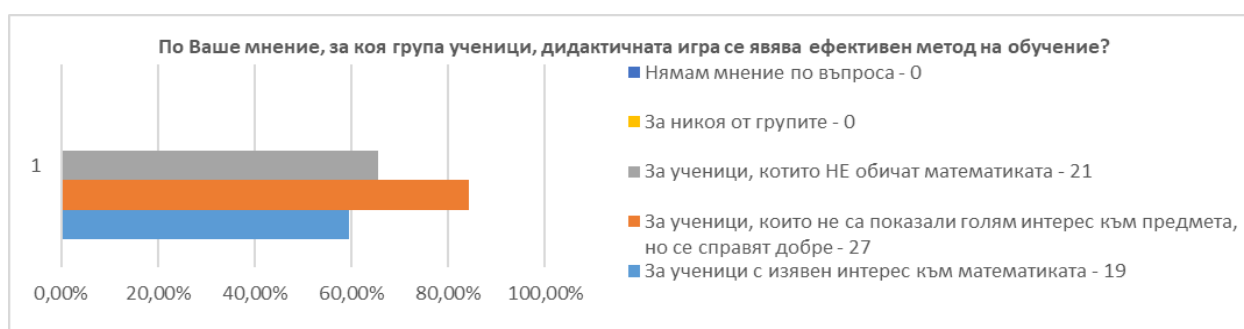 По Ваше мнение, за коя група ученици, дидактичната игра се явява ефективен метод на обучение?
Нямам мнение по въпроса - 0
За никоя от групите - 0
1
За ученици, котито НЕ обичат математиката - 21
За ученици, които не са показали голям интерес към предмета,
но се справят добре - 27
За ученици с изявен интерес към математиката - 19
0,00% 20,00% 40,00% 60,00% 80,00% 100,00%